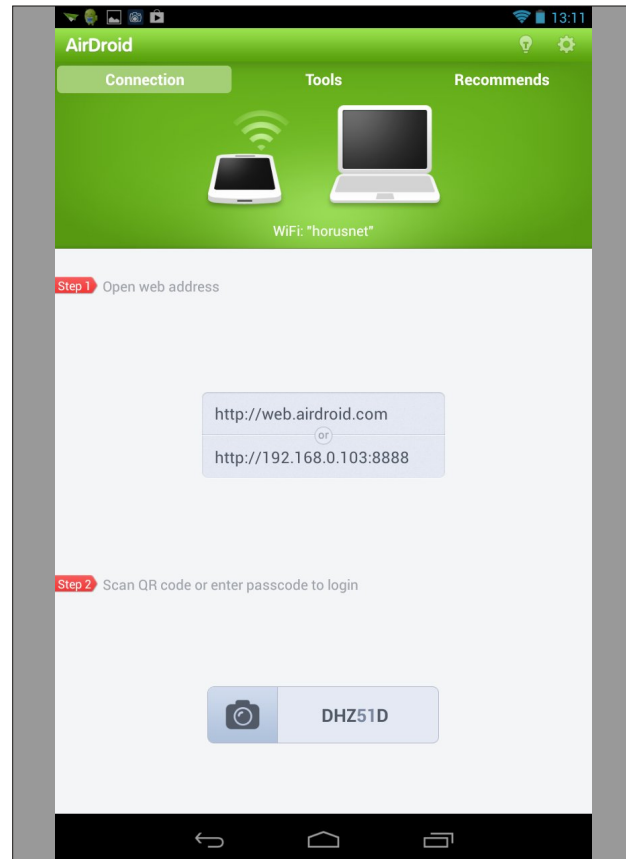 13:11
AirDroid
Connection Tools Recommends
WiFi: "horusnet"
Step 1 Open web address
http://web.airdroid.com
or
http://192.168.0.103:8888
Step 2 Scan QR code or enter passcode to login
DHZ51D